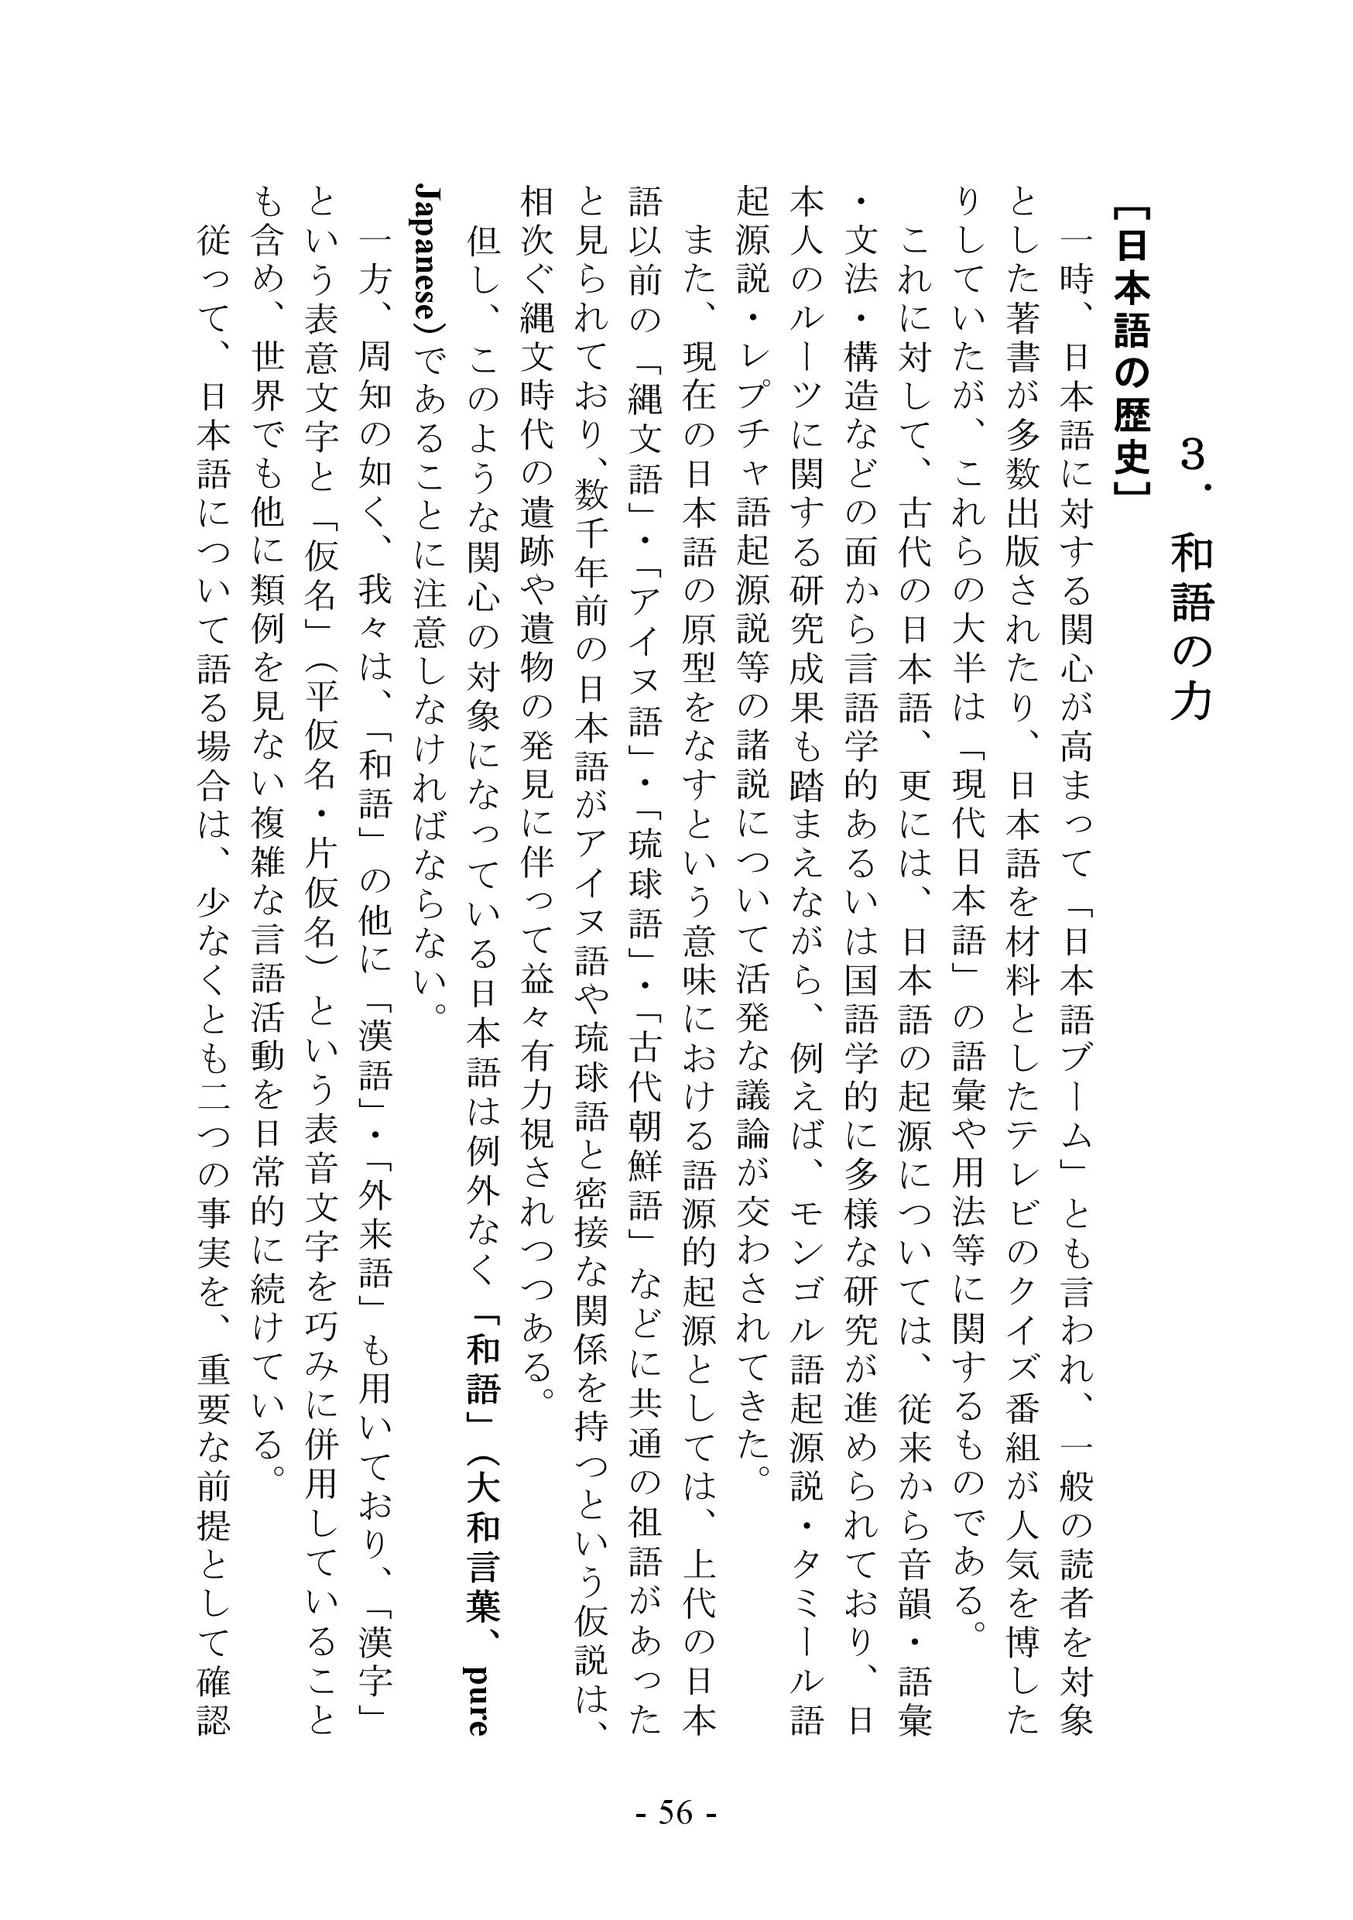 ３．和語の力
［日本語の歴史］
一時、日本語に対する関心が高まって「日本語ブーム」とも言われ、一般の読者を対象
とした著書が多数出版されたり、日本語を材料としたテレビのクイズ番組が人気を博した
りしていたが、これらの大半は「現代日本語」の語彙や用法等に関するものである。
これに対して、古代の日本語、更には、日本語の起源については、従来から音韻・語彙
・文法・構造などの面から言語学的あるいは国語学的に多様な研究が進められており、日
本人のルーツに関する研究成果も踏まえながら、例えば、モンゴル語起源説・タミール語
起源説・レプチャ語起源説等の諸説について活発な議論が交わされてきた。
また、現在の日本語の原型をなすという意味における語源的起源としては、上代の日本
語以前の「縄文語」・「アイヌ語」・「琉球語」・「古代朝鮮語」などに共通の祖語があった
と見られており、数千年前の日本語がアイヌ語や琉球語と密接な関係を持つという仮説は、
相次ぐ縄文時代の遺跡や遺物の発見に伴って益々有力視されつつある。
但し、このような関心の対象になっている日本語は例外なく「和語」（大和言葉、pure
Japanese）であることに注意しなければならない。
一方、周知の如く、我々は、「和語」の他に「漢語」・「外来語」も用いており、「漢字」
という表意文字と「仮名」（平仮名・片仮名）という表音文字を巧みに併用していること
も含め、世界でも他に類例を見ない複雑な言語活動を日常的に続けている。
従って、日本語について語る場合は、少なくとも二つの事実を、重要な前提として確認
- 56 -